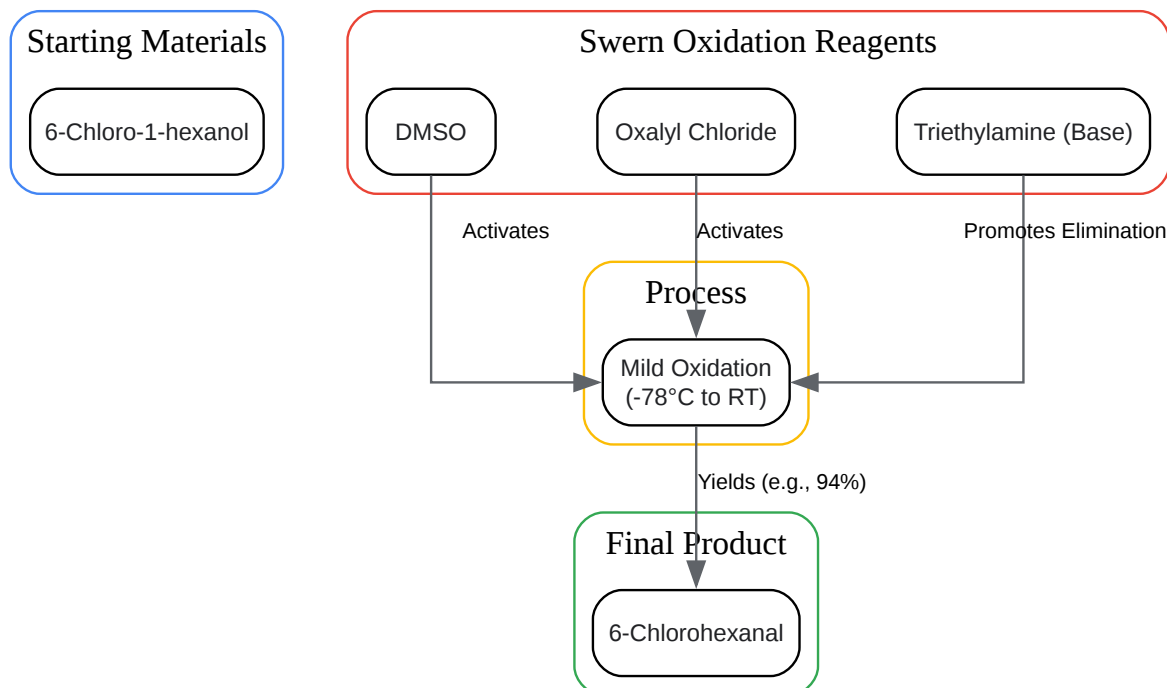 Starting Materials
Swern Oxidation Reagents
6-Chloro-1-hexanol
DMSO
Oxalyl Chloride
Triethylamine (Base)
Activates
Activates
Promotes Elimination
Process
Mild Oxidation
(-78°C to RT)
Yields (e.g., 94%)
Final Product
6-Chlorohexanal